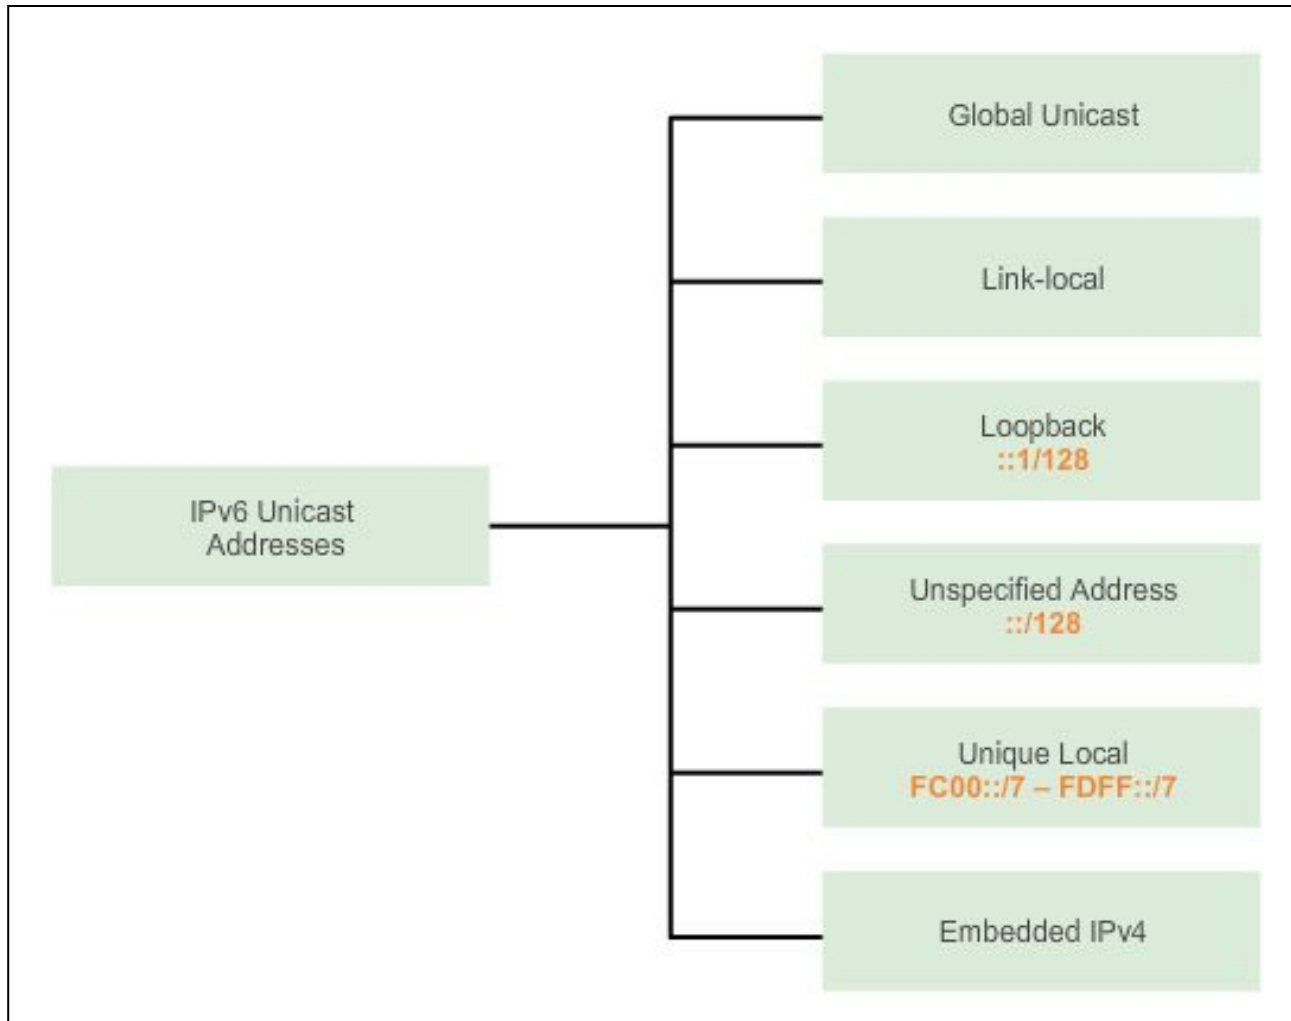 Global Unicast
Link-local
Loopback
::1/128
IPv6 Unicast
Addresses
Unspecified Address
::/128
Unique Local
FC00::/7 – FDFF::/7
Embedded IPv4